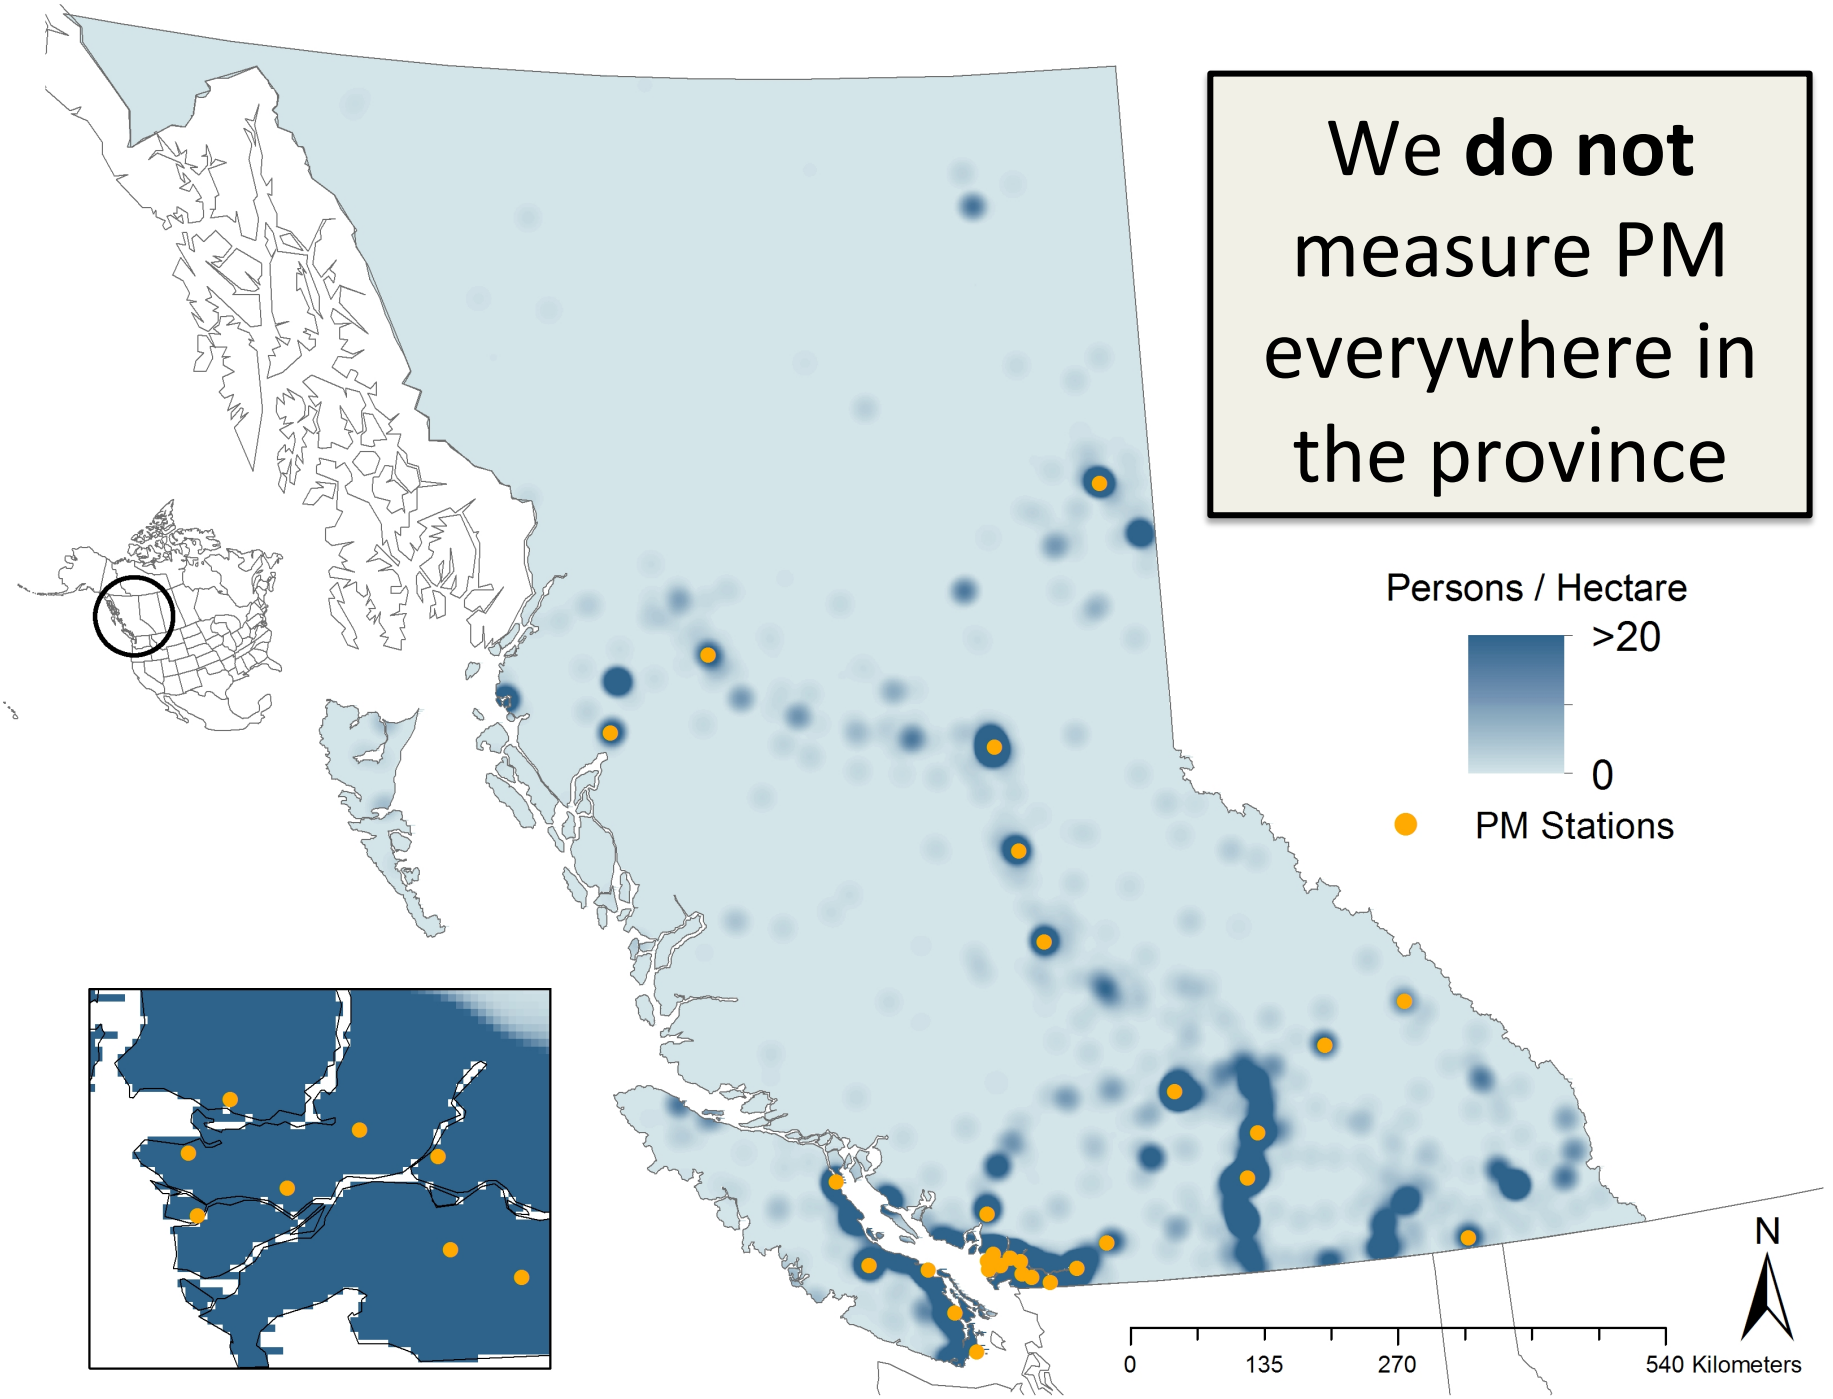 We do not
measure PM
everywhere in
the province
Persons / Hectare
>20
0
PM Stations
N
0 135 270 540 Kilometers